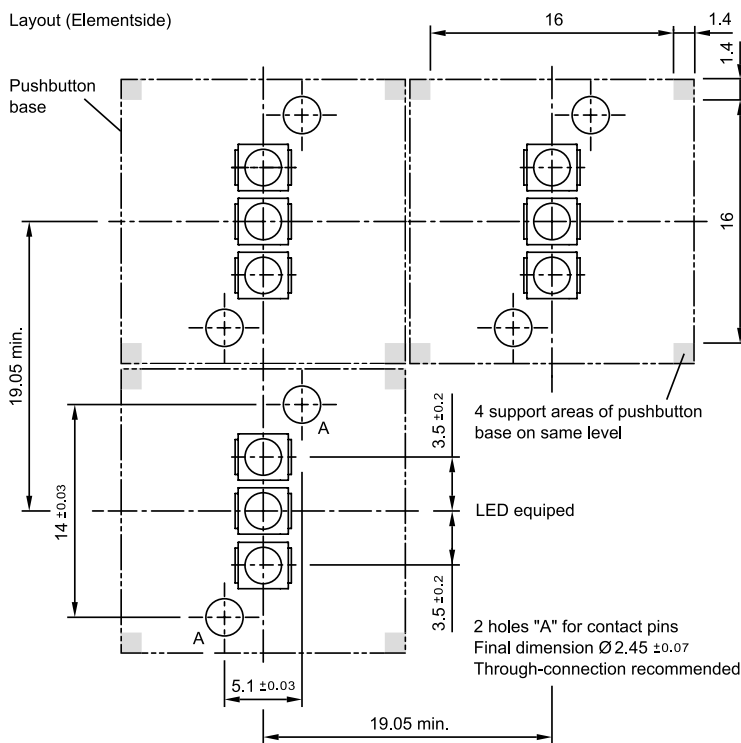 Layout (Elementside)
16
1.4
1.4
Pushbutton
base
16
19.05 min.
4 support areas of pushbutton
base on same level
3.5 ±0.2
A
14 ±0.03
LED equiped
3.5 ±0.2
A
2 holes "A" for contact pins
Final dimension Ø 2.45 ±0.07
Through-connection recommended
5.1 ±0.03
19.05 min.